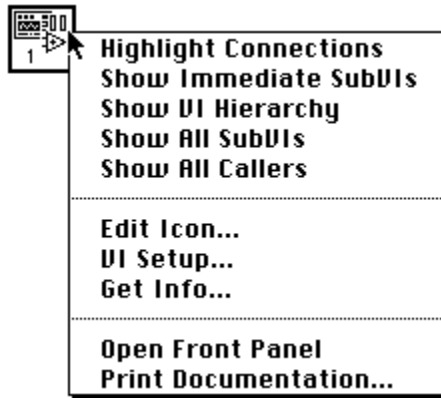 1
Highlight Connections
Show Immediate SubVIs
Show VI Hierarchy
Show All SubVIs
Show All Callers
Edit Icon...
VI Setup...
Get Info...
Open Front Panel
Print Documentation...